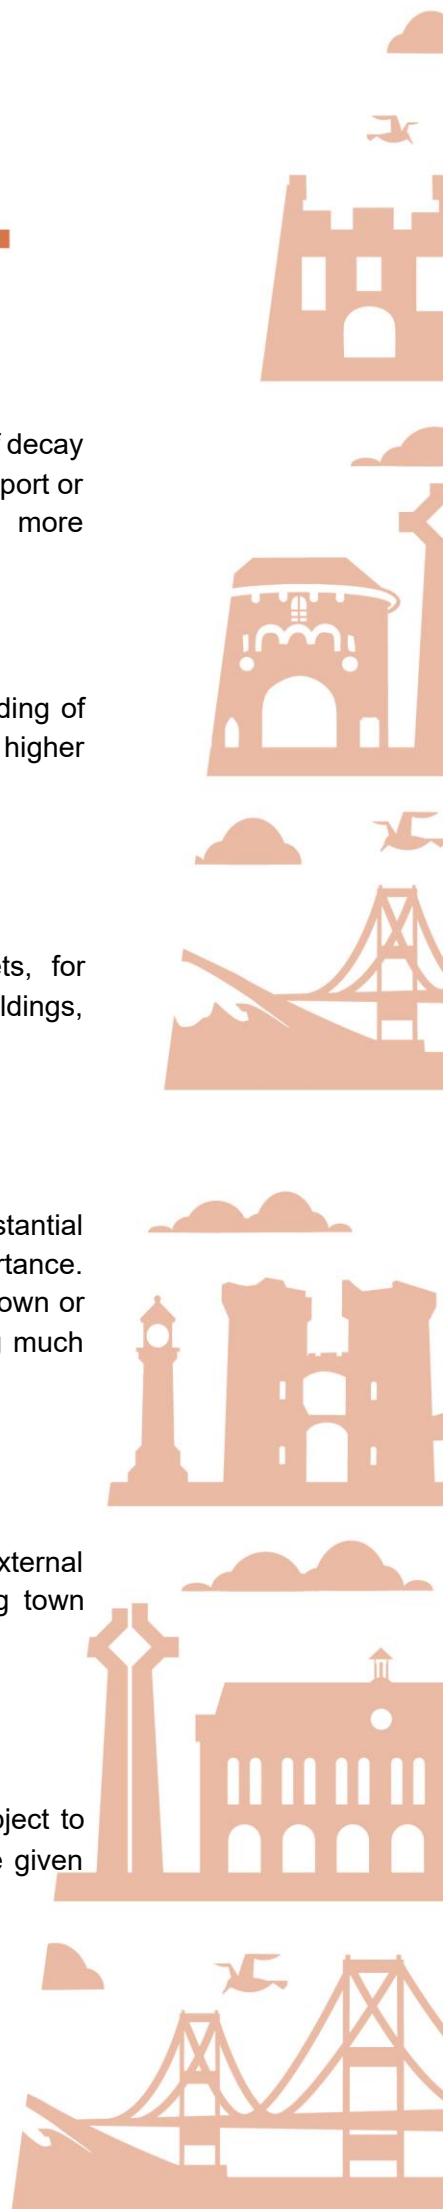 decay
port or
more
ding of
higher
ts, for
ldings,
stantial
rtance.
own or
much
xternal
g town
ject to
e given